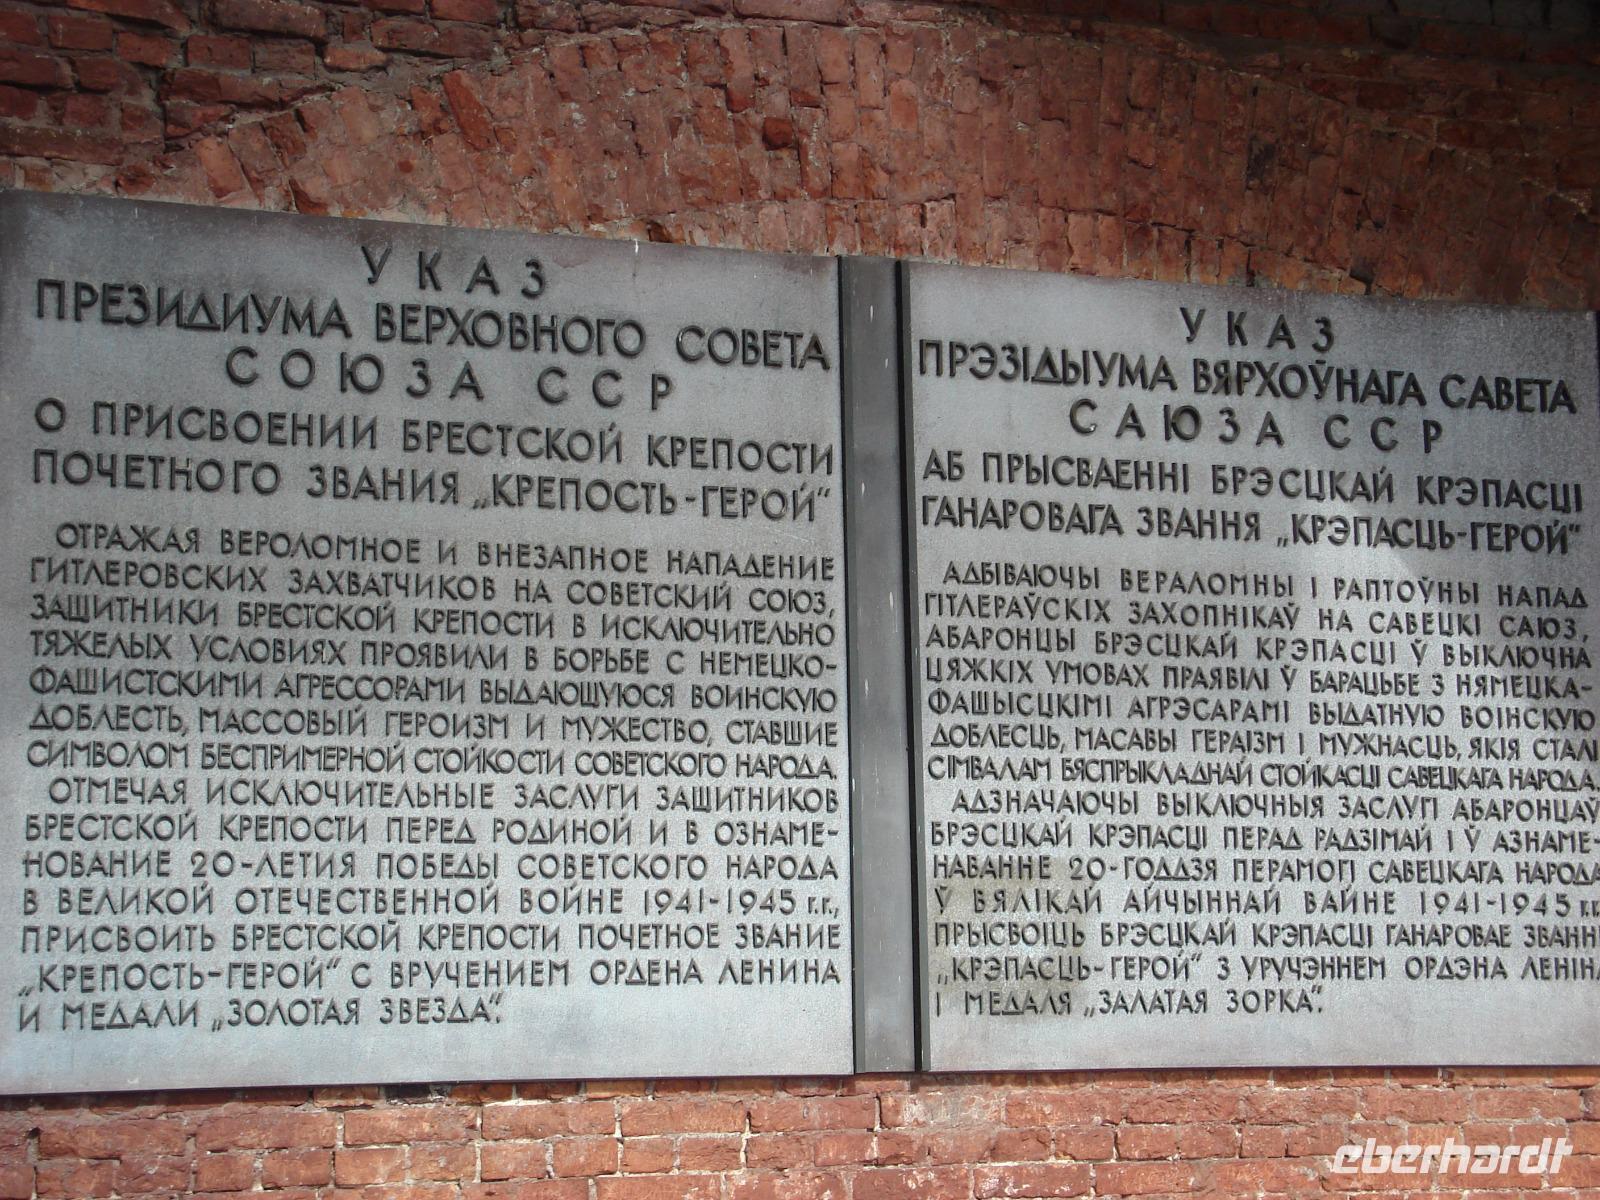 УКАЗ
ПРЕЗИДИУМА ВЕРХОВНОГО СОВЕТА
СОЮЗА ССР
О ПРИСВОЕНИИ БРЕСТСКОЙ КРЕПОСТИ
ПОЧЕТНОГО ЗВАНИЯ „КРЕПОСТЬ-ГЕРОЙ“
ОТРАЖАЯ ВЕРОЛОМНОЕ И ВНЕЗАПНОЕ НАПАДЕНИЕ
ГИТЛЕРОВСКИХ ЗАХВАТЧИКОВ НА СОВЕТСКИЙ СОЮЗ,
ЗАЩИТНИКИ БРЕСТСКОЙ КРЕПОСТИ В ИСКЛЮЧИТЕЛЬНО
ТЯЖЕЛЫХ УСЛОВИЯХ ПРОЯВИЛИ В БОРЬБЕ С НЕМЕЦКО-
ФАШИСТСКИМИ АГРЕССОРАМИ ВЫДАЮЩУЮСЯ ВОИНСКУЮ
ДОБЛЕСТЬ, МАССОВЫЙ ГЕРОИЗМ И МУЖЕСТВО, СТАВШИЕ
СИМВОЛОМ БЕСПРИМЕРНОЙ СТОЙКОСТИ СОВЕТСКОГО НАРОДА.
ОТМЕЧАЯ ИСКЛЮЧИТЕЛЬНЫЕ ЗАСЛУГИ ЗАЩИТНИКОВ
БРЕСТСКОЙ КРЕПОСТИ ПЕРЕД РОДИНОЙ И В ОЗНАМЕ-
НОВАНИЕ 20-ЛЕТИЯ ПОБЕДЫ СОВЕТСКОГО НАРОДА
В ВЕЛИКОЙ ОТЕЧЕСТВЕННОЙ ВОЙНЕ 1941-1945 г.г.,
ПРИСВОИТЬ БРЕСТСКОЙ КРЕПОСТИ ПОЧЕТНОЕ ЗВАНИЕ
„КРЕПОСТЬ-ГЕРОЙ“ С ВРУЧЕНИЕМ ОРДЕНА ЛЕНИНА
И МЕДАЛИ „ЗОЛОТАЯ ЗВЕЗДА“.
УКАЗ
ПРЭЗІДЫУМА ВЯРХОЎНАГА САВЕТА
САЮЗА ССР
АБ ПРЫСВАЕННІ БРЭСЦКАЙ КРЭПАСЦІ
ГАНАРОВАГА ЗВАННЯ „КРЭПАСЦЬ-ГЕРОЙ“
АДБІВАЮЧЫ ВЕРАЛОМНЫ І РАПТОЎНЫ НАПАД
ГІТЛЕРАЎСКІХ ЗАХОПНІКАЎ НА САВЕЦКІ САЮЗ,
АБАРОНЦЫ БРЭСЦКАЙ КРЭПАСЦІ Ў ВЫКЛЮЧНА
ЦЯЖКІХ УМОВАХ ПРАЯВІЛІ Ў БАРАЦЬБЕ З НЯМЕЦКА-
ФАШЫСЦКІМІ АГРЭСАРАМІ ВЫДАТНУЮ ВОІНСКУЮ
ДОБЛЕСЦЬ, МАСАВЫ ГЕРАІЗМ І МУЖНАСЦЬ, ЯКІЯ СТАЛІ
СІМВАЛАМ БЯСПРЫКЛАДНАЙ СТОЙКАСЦІ САВЕЦКАГА НАРОДА.
АДЗНАЧАЮЧЫ ВЫКЛЮЧНЫЯ ЗАСЛУГІ АБАРОНЦАЎ
БРЭСЦКАЙ КРЭПАСЦІ ПЕРАД РАДЗІМАЙ І Ў АЗНАМЕ-
НАВАННЕ 20-ГОДДЗЯ ПЕРАМОГІ САВЕЦКАГА НАРОДА
Ў ВЯЛІКАЙ АЙЧЫННАЙ ВАЙНЕ 1941-1945 г.г.
ПРЫСВОІЦЬ БРЭСЦКАЙ КРЭПАСЦІ ГАНАРОВАЕ ЗВАНН
„КРЭПАСЦЬ-ГЕРОЙ“ З УРУЧЭННЕМ ОРДЭНА ЛЕНІН
І МЕДАЛЯ „ЗАЛАТАЯ ЗОРКА“.
eberhardt